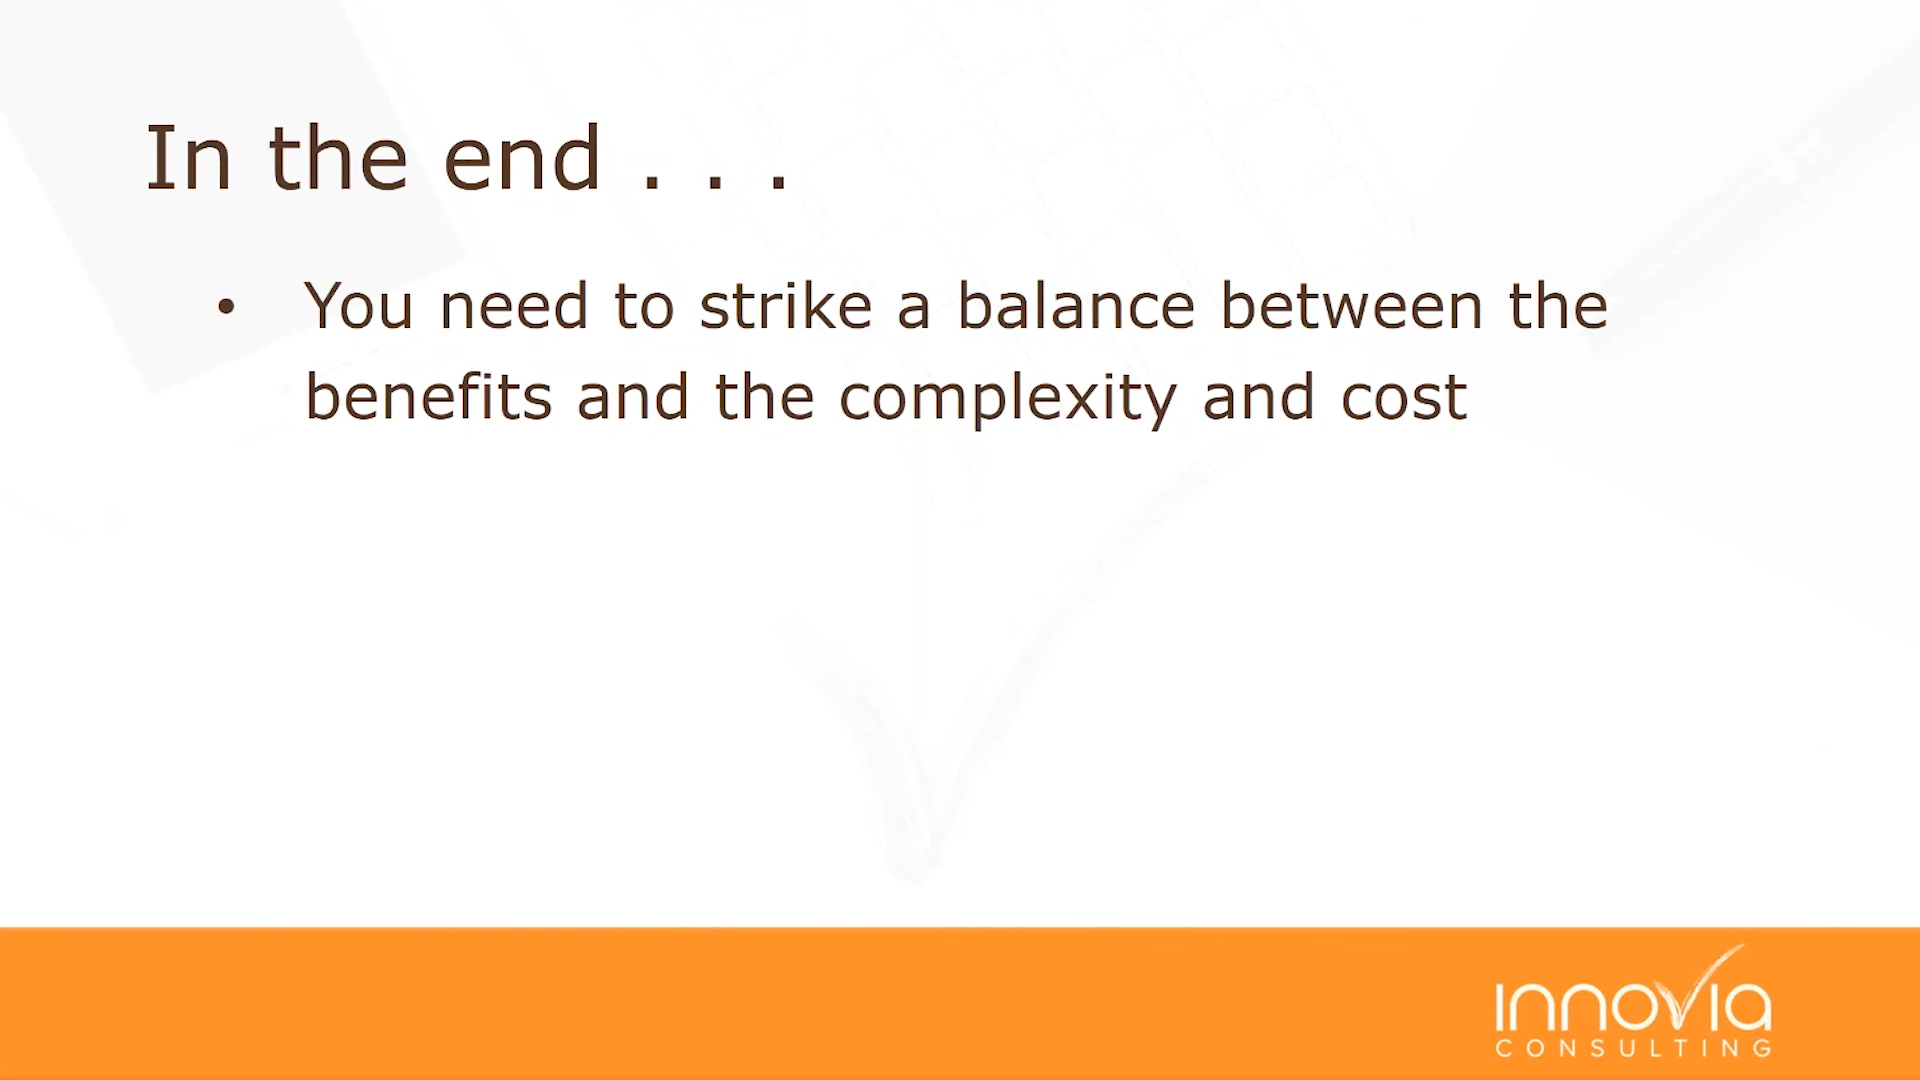 In the end . . .
• You need to strike a balance between the
benefits and the complexity and cost
innovia
CONSULTING